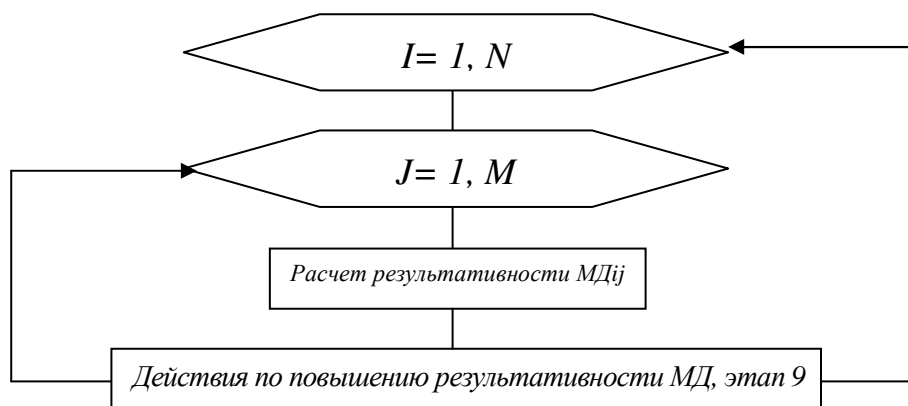 I= 1, N
J= 1, M
Расчет результативности МДij
Действия по повышению результативности МД, этап 9